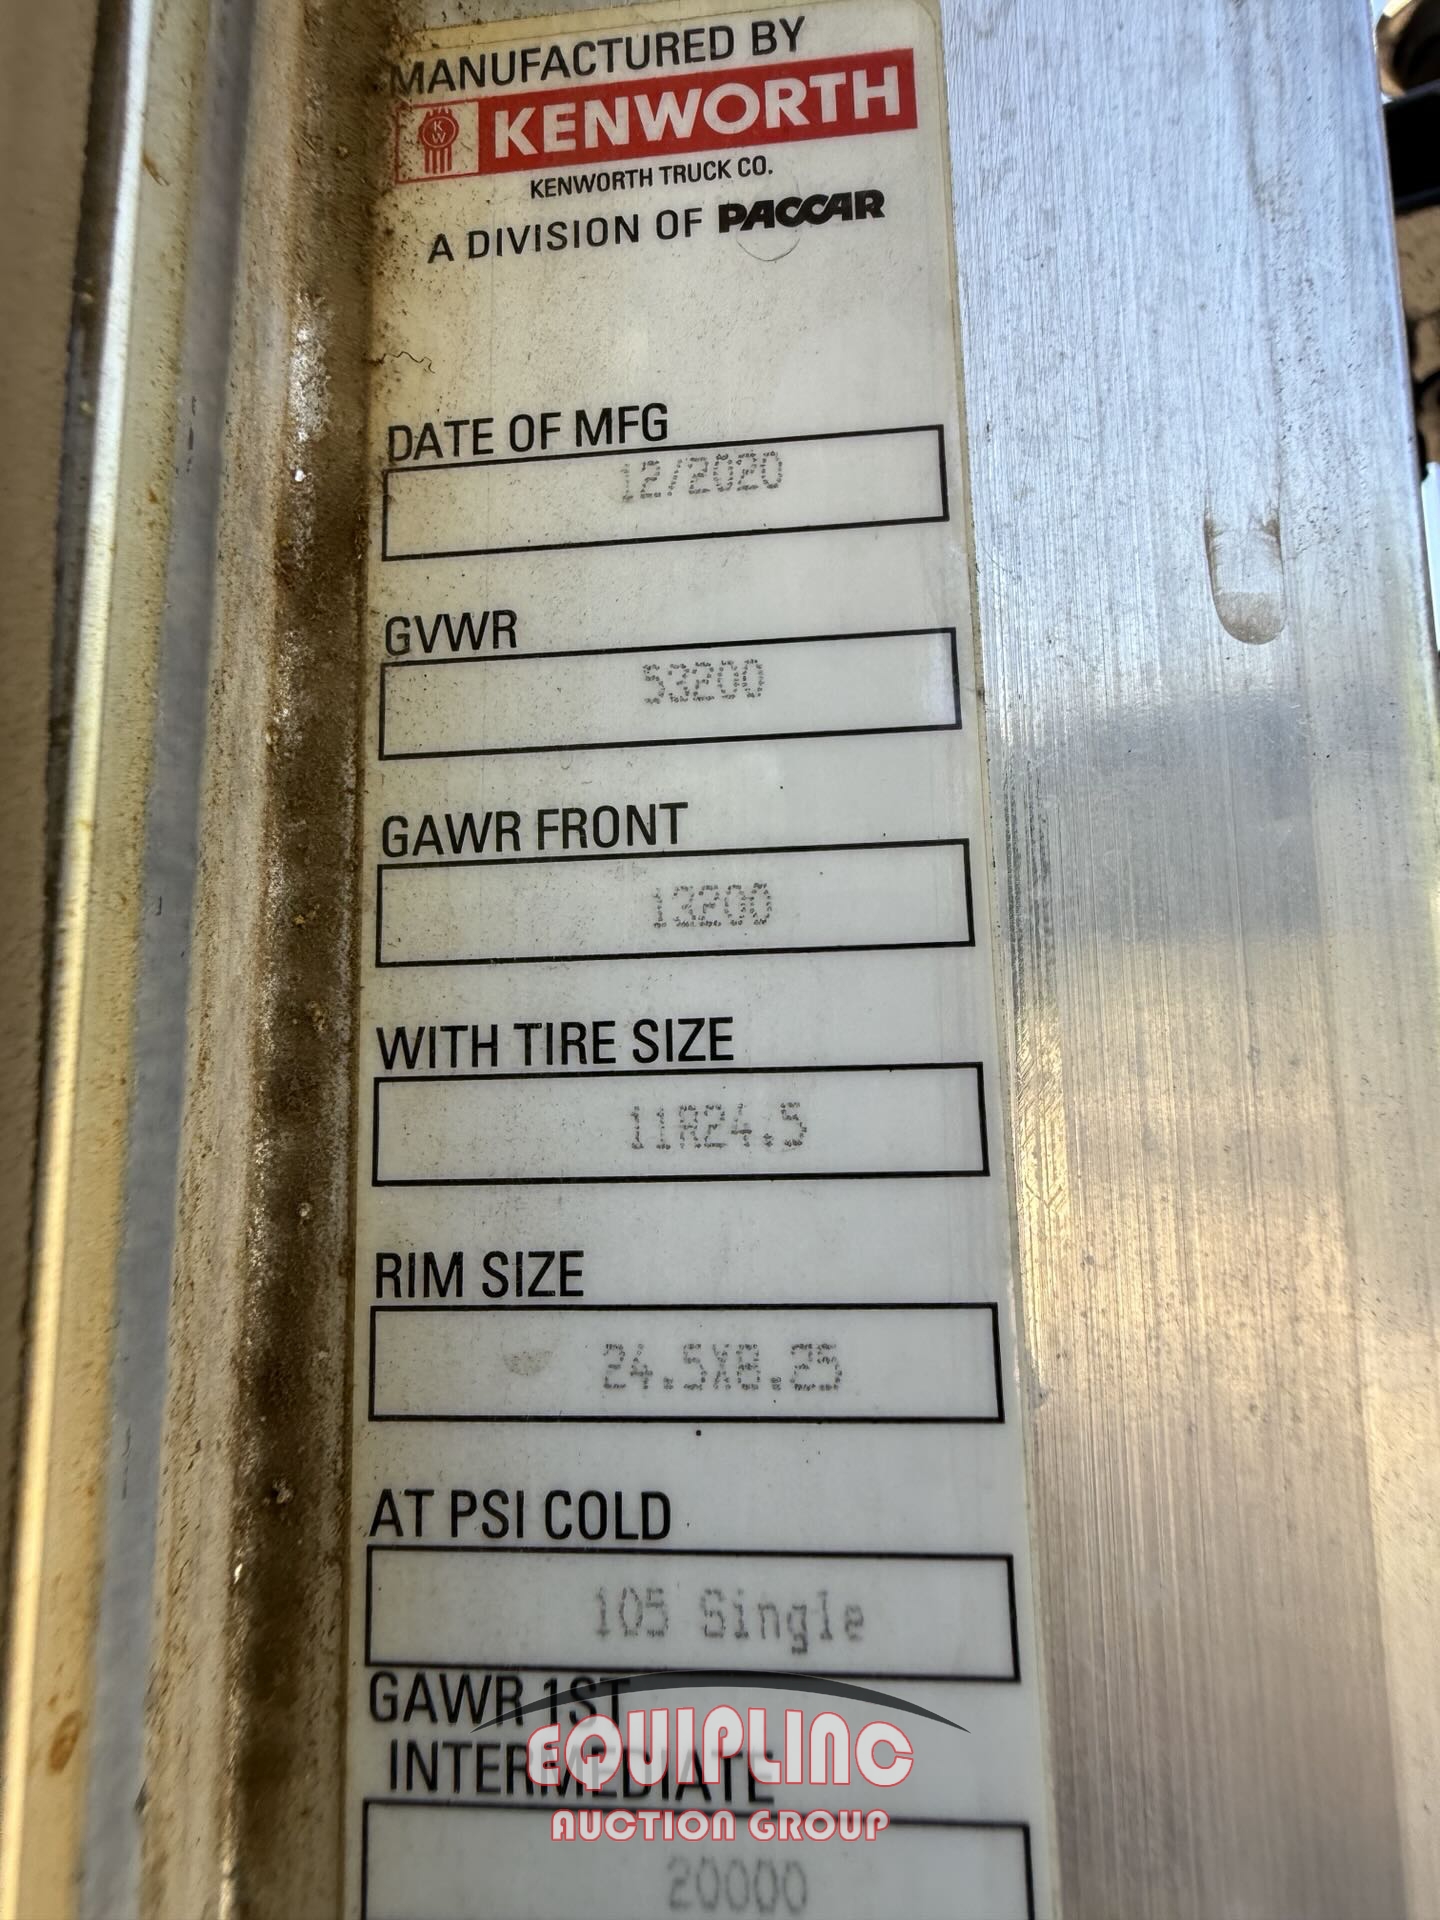 MANUFACTURED BY
KW KENWORTH
KENWORTH TRUCK CO.
A DIVISION OF PACCAR
DATE OF MFG
12/2020
GVWR
53200
GAWR FRONT
13200
WITH TIRE SIZE
11R24.5
RIM SIZE
24.5X8.25
AT PSI COLD
105 Single
GAWR 1ST
INTERMEDIATE
EQUIPLINC
AUCTION GROUP
20000